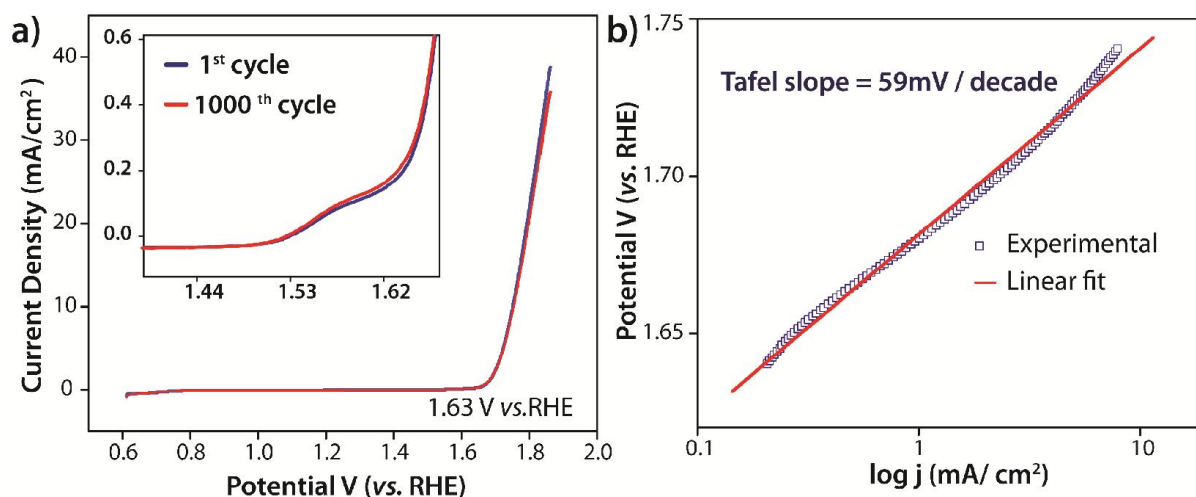 a)
0.6
0.4
0.2
0.0
1.44
1.53
1.62
1st cycle
1000 th cycle
40
30
20
10
0
0.6
0.8
1.0
1.2
1.4
1.6
1.8
2.0
Current Density (mA/cm²)
Potential V (vs. RHE)
1.63 V vs.RHE
b)
1.75
1.70
1.65
0.1
1
10
Tafel slope = 59mV / decade
Experimental
Linear fit
Potential V (vs. RHE)
log j (mA/ cm²)